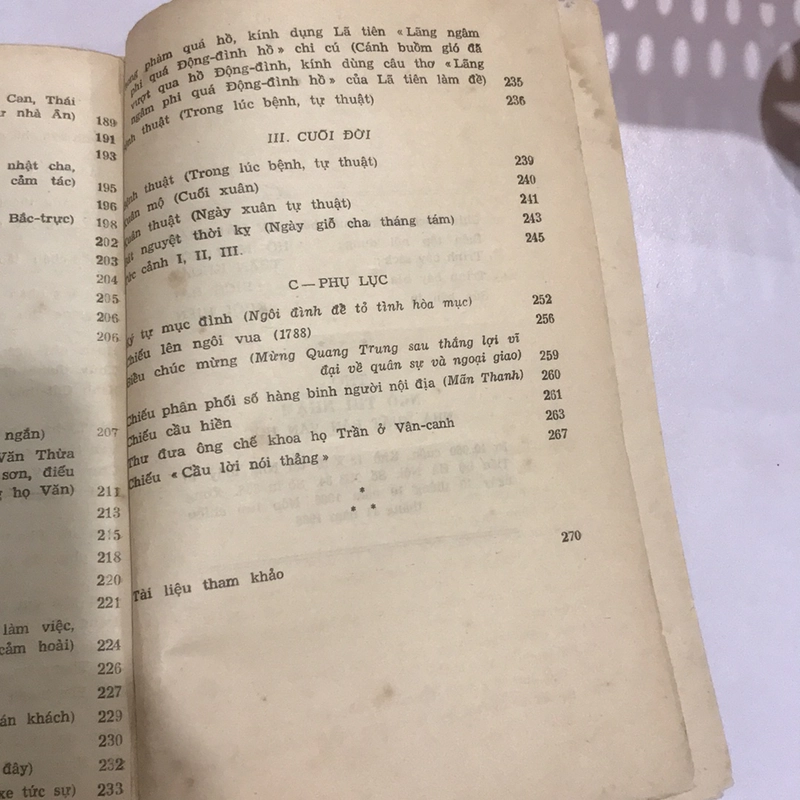 Can, Thái
nhà Ân) 189
191
193
nhật cha,
cảm tác) 195
196
Bắc-trực) 198
202
203
204
205
206
206
ngắn) 207
Văn Thừa
sơn, điếu
họ Văn) 211
213
215
218
220
221
làm việc,
cảm hoài) 224
226
227
khách) 229
230
đây) 232
xe tức sự) 233
phàm quá hồ, kính dụng Lã tiên «Lãng ngâm
phi quá Động-đình hồ» chi cú (Cánh buồm gió đã
vượt qua hồ Động-đình, kính dùng câu thơ «Lãng
ngâm phi quá Động-đình hồ» của Lã tiên làm đề) 235
thuật (Trong lúc bệnh, tự thuật) 236
III. CUỐI ĐỜI
thuật (Trong lúc bệnh, tự thuật) 239
mộ (Cuối xuân) 240
thuật (Ngày xuân tự thuật) 241
nguyệt thời kỵ (Ngày giỗ cha tháng tám) 243
cảnh I, II, III. 245
C — PHỤ LỤC
tự mục đình (Ngôi đình đề tỏ tình hòa mục) 252
Chiếu lên ngôi vua (1788) 256
Biểu chúc mừng (Mừng Quang Trung sau thắng lợi vĩ
đại về quân sự và ngoại giao) 259
Chiếu phân phối số hàng binh người nội địa (Mãn Thanh) 260
Chiếu cầu hiền 261
Thư đưa ông chế khoa họ Trần ở Vân-canh 263
Chiếu «Cầu lời nói thẳng» 267
*
* *
Tài liệu tham khảo 270